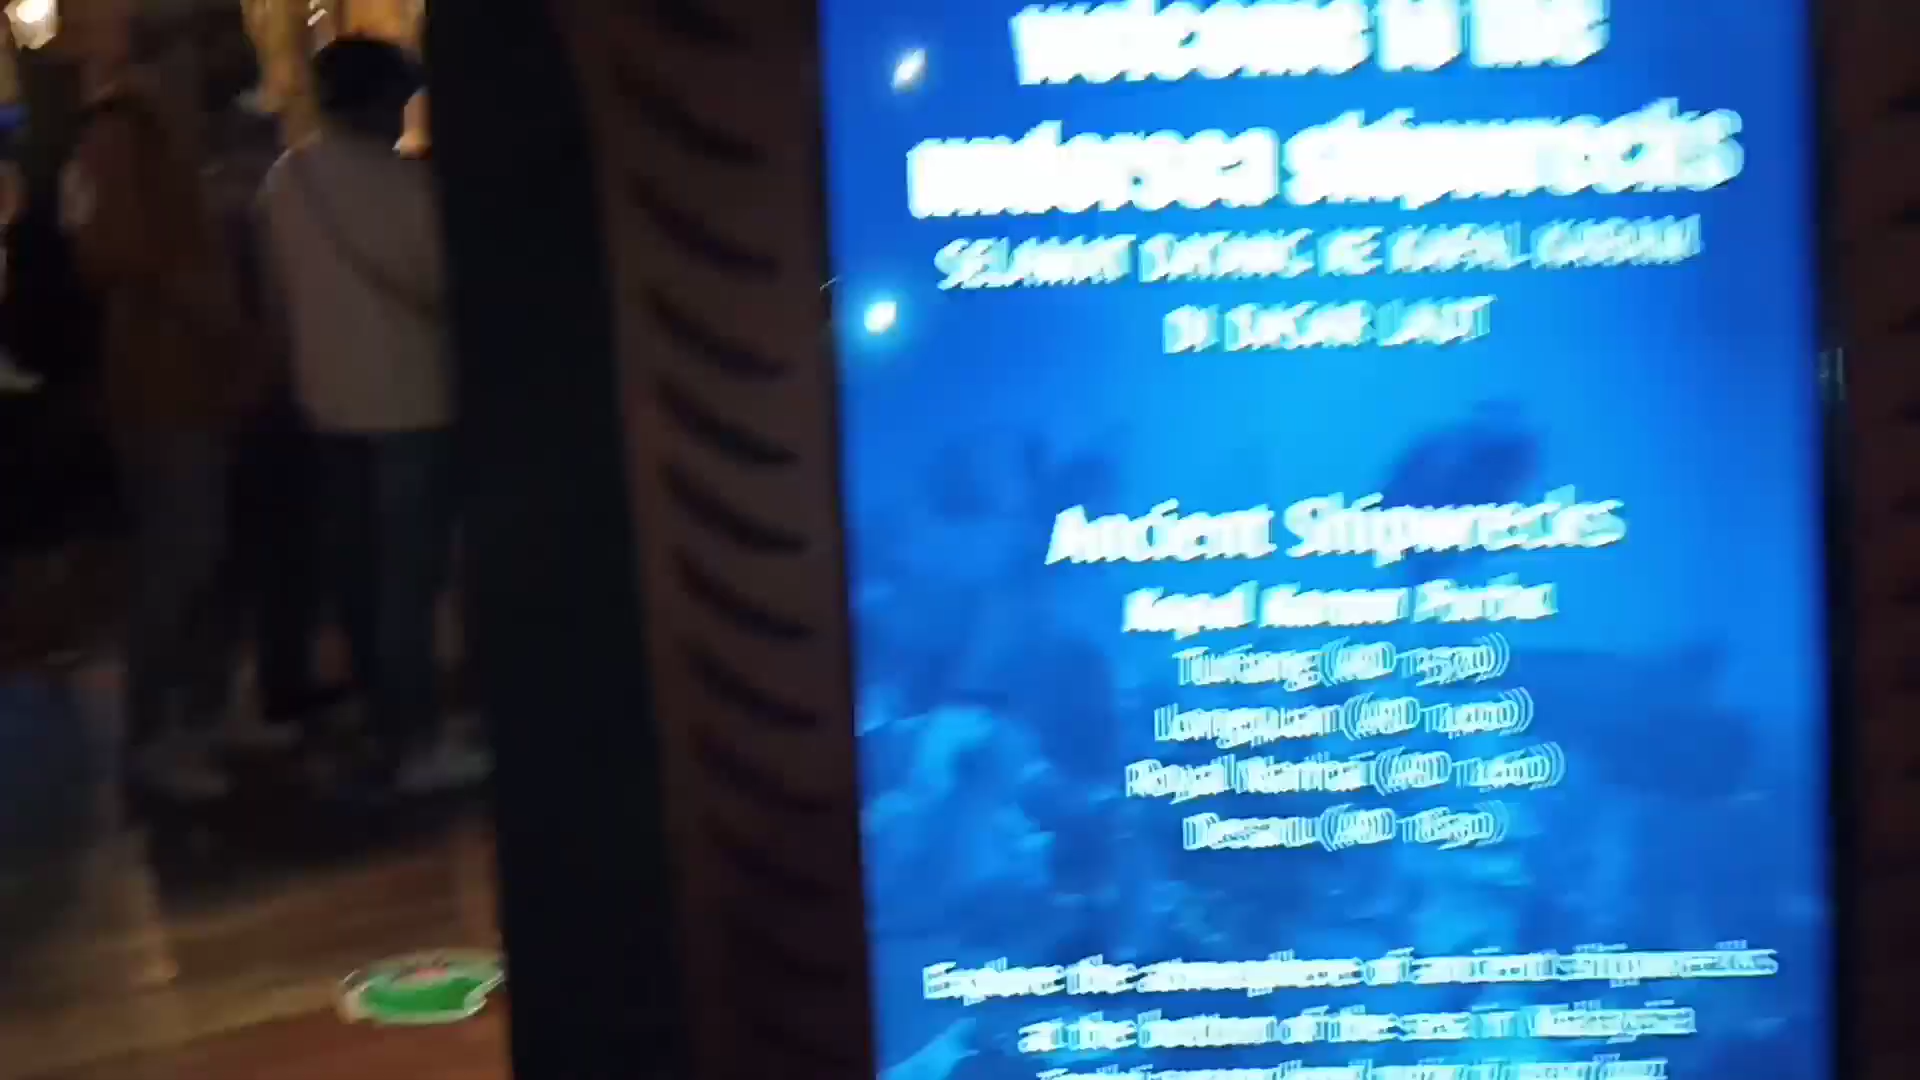 welcome to the
undersea shipwrecks
SELAMAT DATANG KE KAPAL KARAM
DI DASAR LAUT
Ancient Shipwrecks
Kapal Karam Purba
Turiang (AD 1370)
Longquan (AD 1400)
Royal Nanhai (AD 1460)
Desaru (AD 1830)
Explore the atmosphere of ancient shipwrecks
at the bottom of the sea in